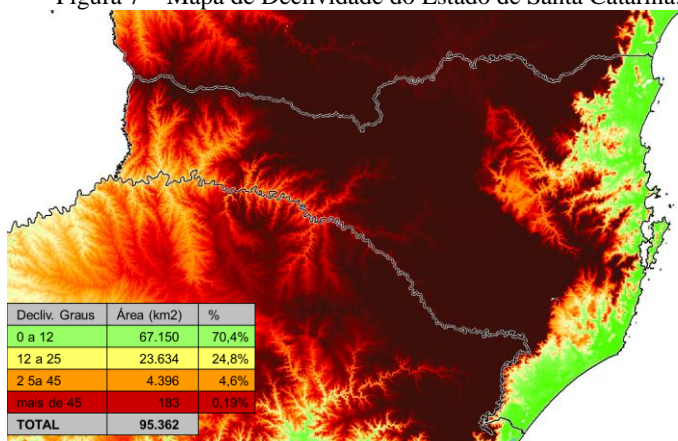 Figura 7 – Mapa de Declividade do Estado de Santa Catarina.
Decliv. Graus Área (km2) %
0 a 12 67.150 70,4%
12 a 25 23.634 24,8%
2 5a 45 4.396 4,6%
mais de 45 183 0,19%
TOTAL 95.362